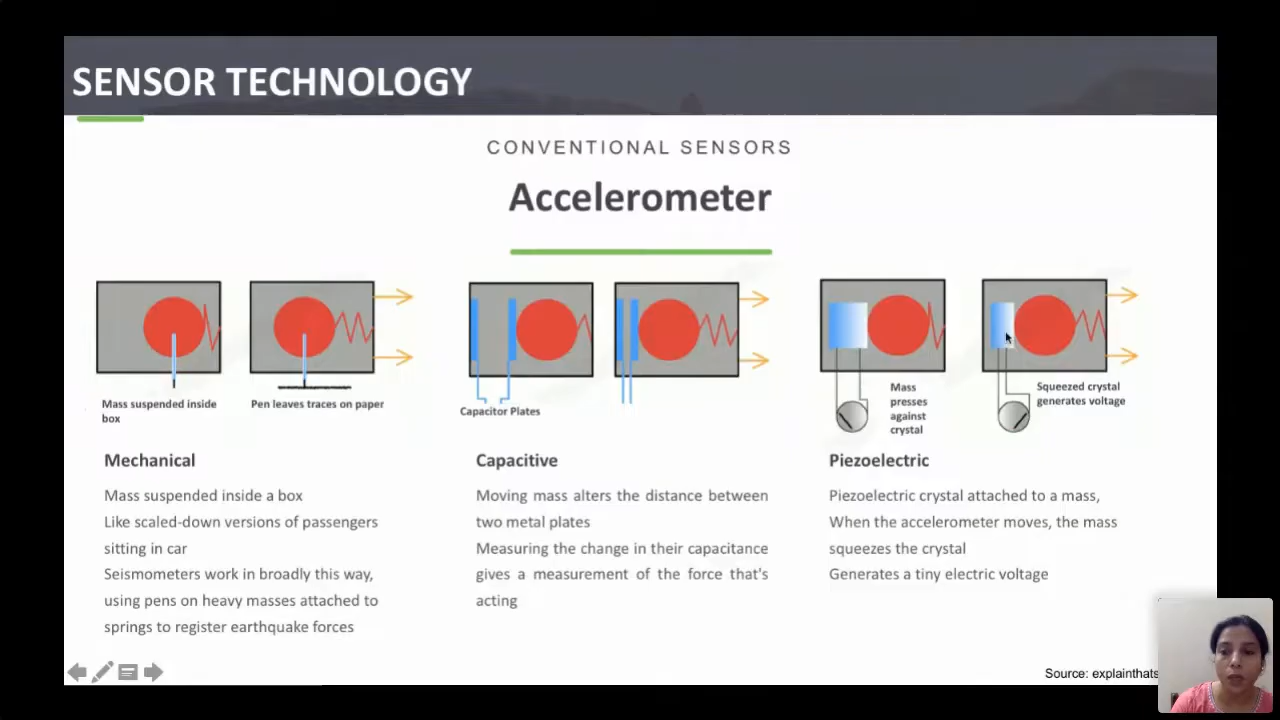 SENSOR TECHNOLOGY
CONVENTIONAL SENSORS
Accelerometer
Mass suspended inside
box
Pen leaves traces on paper
Capacitor Plates
Mass
presses
against
crystal
Squeezed crystal
generates voltage
Mechanical
Mass suspended inside a box
Like scaled-down versions of passengers
sitting in car
Seismometers work in broadly this way,
using pens on heavy masses attached to
springs to register earthquake forces
Capacitive
Moving mass alters the distance between
two metal plates
Measuring the change in their capacitance
gives a measurement of the force that's
acting
Piezoelectric
Piezoelectric crystal attached to a mass,
When the accelerometer moves, the mass
squeezes the crystal
Generates a tiny electric voltage
Source: explainthats